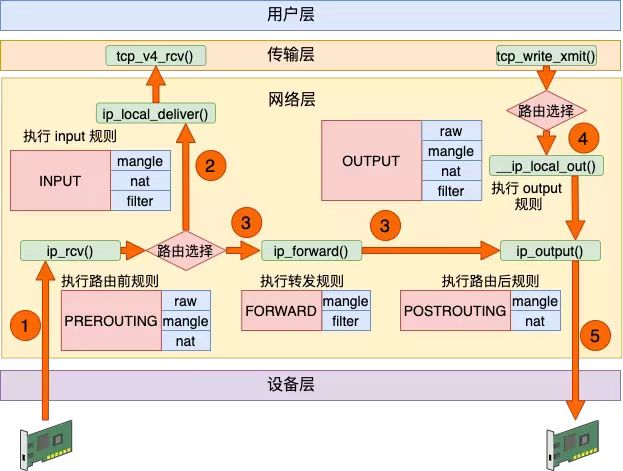 用户层
传输层
tcp_v4_rcv()
tcp_write_xmit()
网络层
ip_local_deliver()
路由选择
执行 input 规则
INPUT
mangle
nat
filter
2
OUTPUT
raw
mangle
nat
filter
4
__ip_local_out()
执行 output
规则
ip_rcv()
路由选择
3
ip_forward()
3
ip_output()
1
执行路由前规则
PREROUTING
raw
mangle
nat
执行转发规则
FORWARD
mangle
filter
执行路由后规则
POSTROUTING
mangle
nat
5
设备层